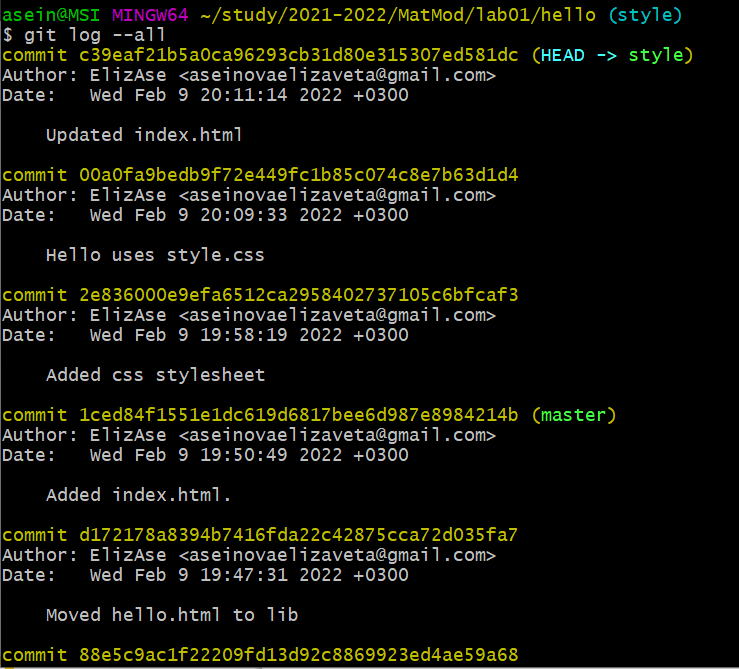 asein@MSI MINGW64 ~/study/2021-2022/MatMod/lab01/hello (style)
$ git log --all
commit c39eaf21b5a0ca96293cb31d80e315307ed581dc (HEAD -> style)
Author: ElizAse <aseinovaelizaveta@gmail.com>
Date:   Wed Feb 9 20:11:14 2022 +0300

    Updated index.html

commit 00a0fa9bedb9f72e449fc1b85c074c8e7b63d1d4
Author: ElizAse <aseinovaelizaveta@gmail.com>
Date:   Wed Feb 9 20:09:33 2022 +0300

    Hello uses style.css

commit 2e836000e9efa6512ca2958402737105c6bfcaf3
Author: ElizAse <aseinovaelizaveta@gmail.com>
Date:   Wed Feb 9 19:58:19 2022 +0300

    Added css stylesheet

commit 1ced84f1551e1dc619d6817bee6d987e8984214b (master)
Author: ElizAse <aseinovaelizaveta@gmail.com>
Date:   Wed Feb 9 19:50:49 2022 +0300

    Added index.html.

commit d172178a8394b7416fda22c42875cca72d035fa7
Author: ElizAse <aseinovaelizaveta@gmail.com>
Date:   Wed Feb 9 19:47:31 2022 +0300

    Moved hello.html to lib

commit 88e5c9ac1f22209fd13d92c8869923ed4ae59a68